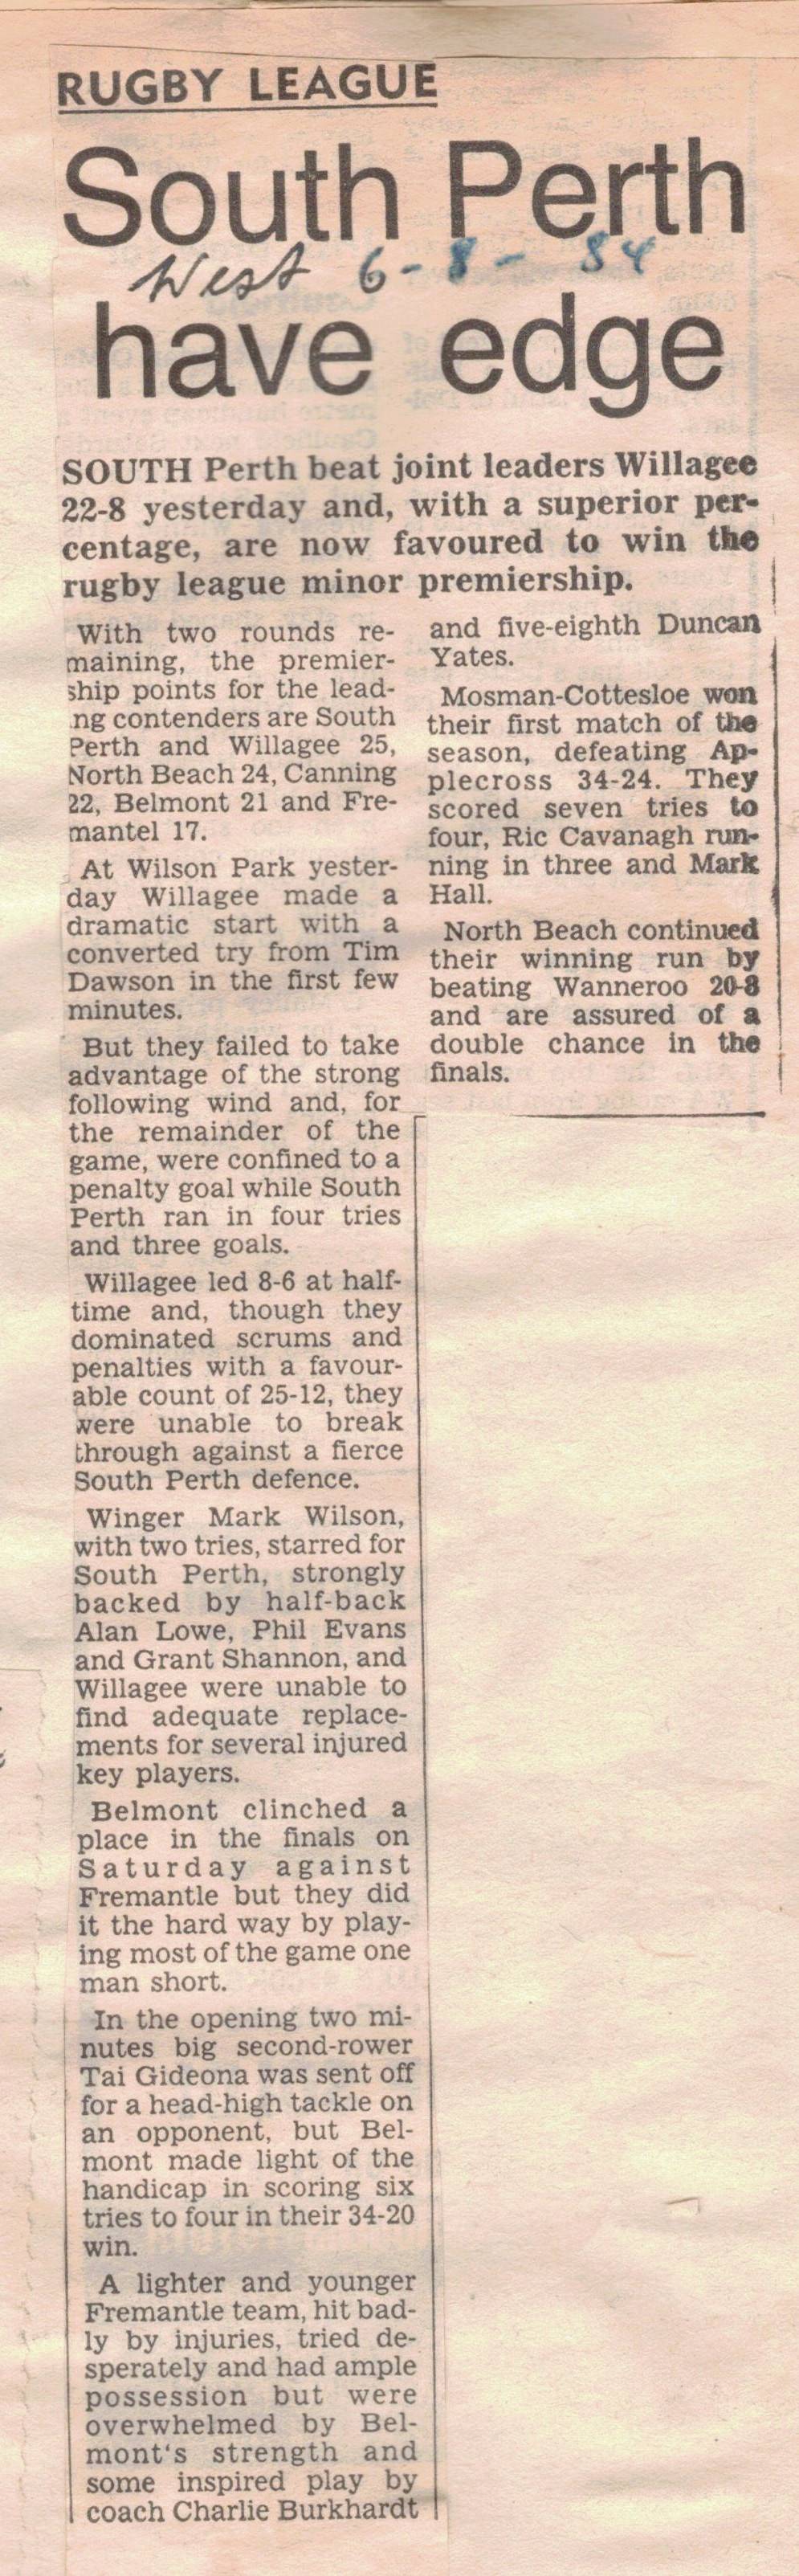 RUGBY LEAGUE
South Perth
West 6-8-84
have edge
SOUTH Perth beat joint leaders Willagee
22-8 yesterday and, with a superior per-
centage, are now favoured to win the
rugby league minor premiership.
With two rounds re-
maining, the premier-
ship points for the lead-
ng contenders are South
Perth and Willagee 25,
North Beach 24, Canning
22, Belmont 21 and Fre-
mantel 17.
At Wilson Park yester-
day Willagee made a
dramatic start with a
converted try from Tim
Dawson in the first few
minutes.
But they failed to take
advantage of the strong
following wind and, for
the remainder of the
game, were confined to a
penalty goal while South
Perth ran in four tries
and three goals.
Willagee led 8-6 at half-
time and, though they
dominated scrums and
penalties with a favour-
able count of 25-12, they
were unable to break
through against a fierce
South Perth defence.
Winger Mark Wilson,
with two tries, starred for
South Perth, strongly
backed by half-back
Alan Lowe, Phil Evans
and Grant Shannon, and
Willagee were unable to
find adequate replace-
ments for several injured
key players.
Belmont clinched a
place in the finals on
Saturday against
Fremantle but they did
it the hard way by play-
ing most of the game one
man short.
In the opening two mi-
nutes big second-rower
Tai Gideona was sent off
for a head-high tackle on
an opponent, but Bel-
mont made light of the
handicap in scoring six
tries to four in their 34-20
win.
A lighter and younger
Fremantle team, hit bad-
ly by injuries, tried de-
sperately and had ample
possession but were
overwhelmed by Bel-
mont's strength and
some inspired play by
coach Charlie Burkhardt
and five-eighth Duncan
Yates.
Mosman-Cottesloe won
their first match of the
season, defeating Ap-
plecross 34-24. They
scored seven tries to
four, Ric Cavanagh run-
ning in three and Mark
Hall.
North Beach continued
their winning run by
beating Wanneroo 20-8
and are assured of a
double chance in the
finals.